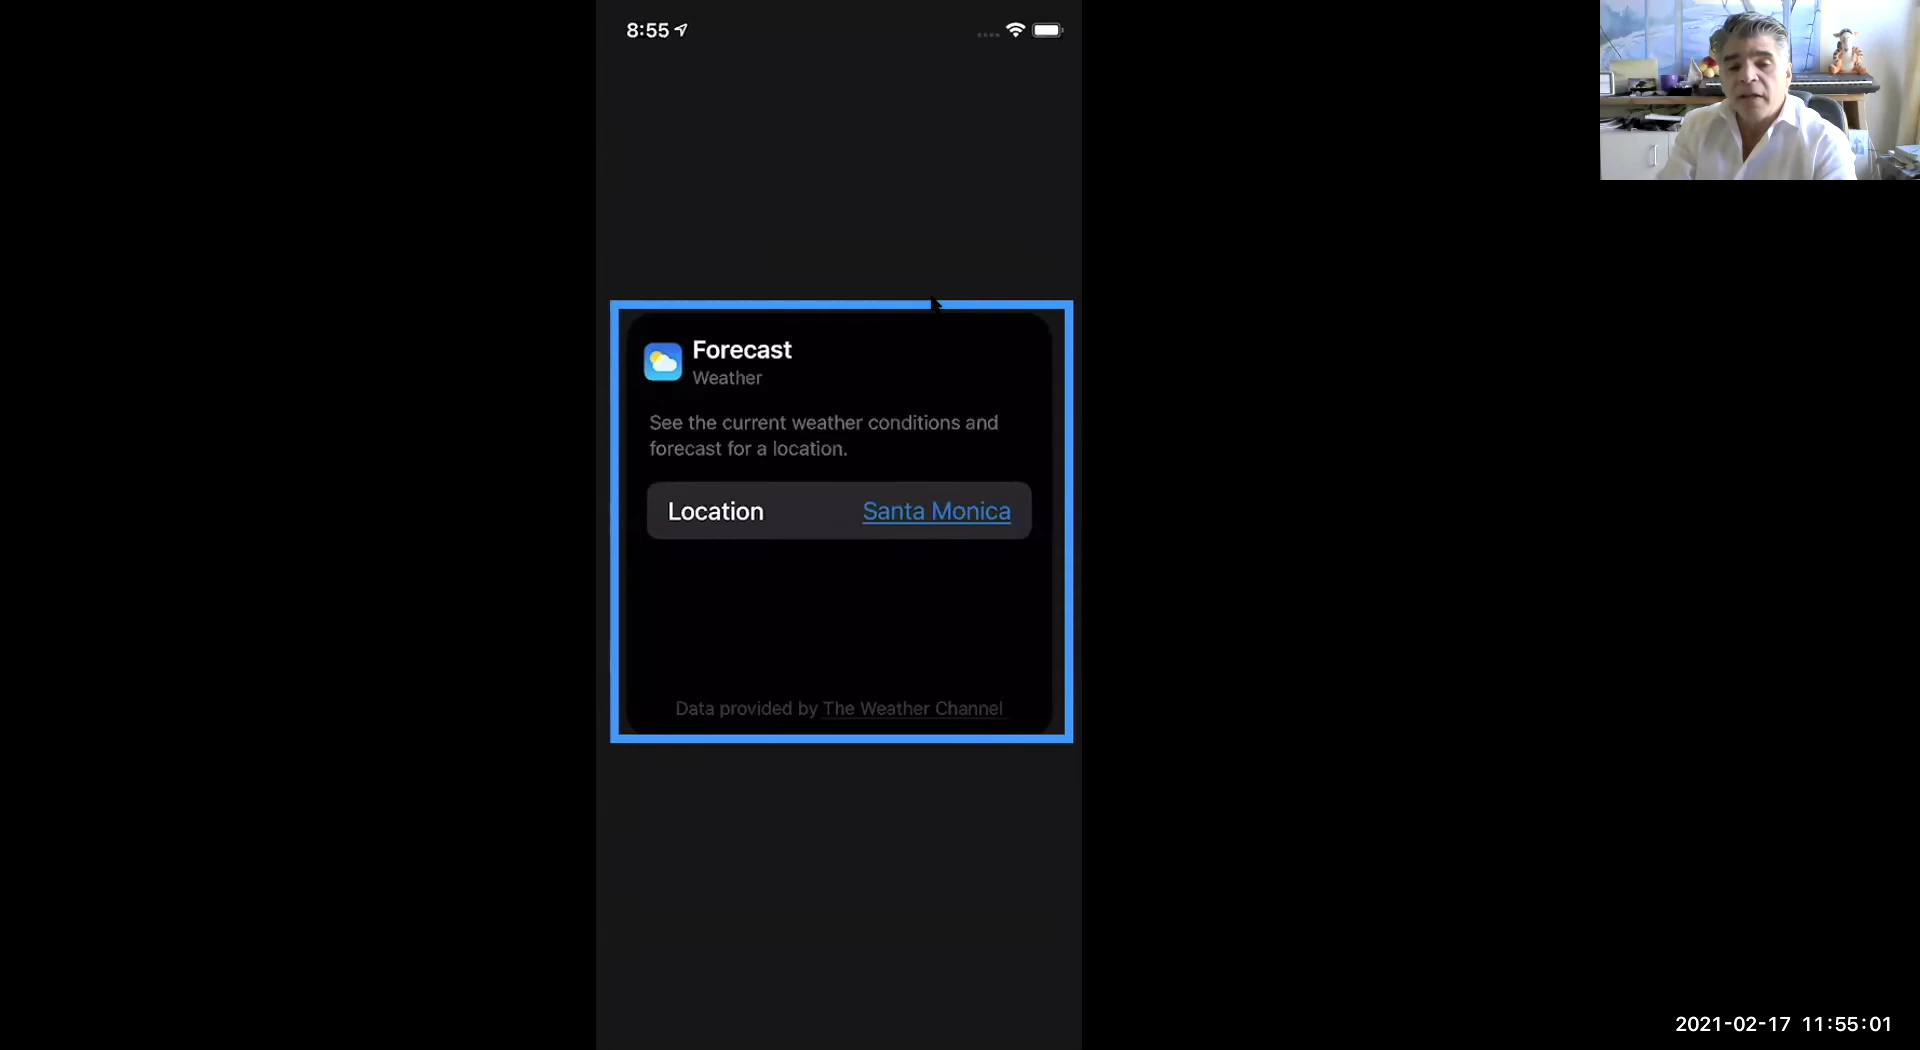 8:55
Forecast
Weather
See the current weather conditions and
forecast for a location.
Location Santa Monica
Data provided by The Weather Channel
2021-02-17 11:55:01